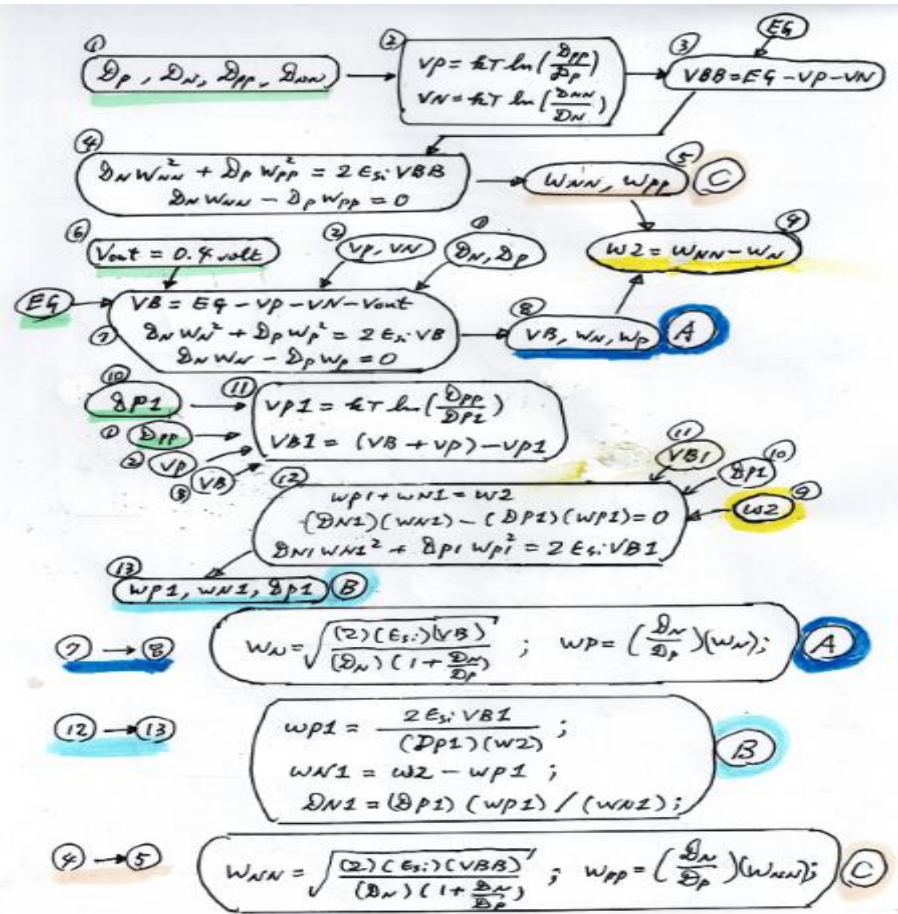 ① ② ③ EG
Dp, DN, Dpp, DNN
VP = kT ln(Dpp/Dp)
VN = kT ln(DNN/DN)
VBB = EG - VP - VN
④ ⑤
DN WNN² + Dp Wpp² = 2 Esi VBB
DN WNN - Dp Wpp = 0
WNN, Wpp C
⑥ ② ① ⑨
Vout = 0.4 volt VP, VN DN, Dp W2 = WNN - WN
EG ⑦ ⑧
VB = EG - VP - VN - Vout
DN WN² + Dp Wp² = 2 Esi VB
DN WN - Dp Wp = 0
VB, WN, Wp A
⑩ ⑪
DP1 VP1 = kT ln(Dpp/DP1)
① Dpp VB1 = (VB + VP) - VP1
② VP
⑧ VB
⑫ ⑪ VB1 ⑩ DP1 ⑨ W2
WP1 + WN1 = W2
(DN1)(WN1) - (DP1)(WP1) = 0
DN1 WN1² + DP1 WP1² = 2 Esi VB1
⑬
WP1, WN1, DP1 B
⑦ → ⑧ WN = √((2)(Esi)(VB) / (DN)(1 + DN/Dp)) ; WP = (DN/Dp)(WN); A
⑫ → ⑬ WP1 = 2 Esi VB1 / (DP1)(W2) ;
WN1 = W2 - WP1 ; B
DN1 = (DP1)(WP1) / (WN1);
④ → ⑤ WNN = √((2)(Esi)(VBB) / (DN)(1 + DN/Dp)) ; Wpp = (DN/Dp)(WNN); C